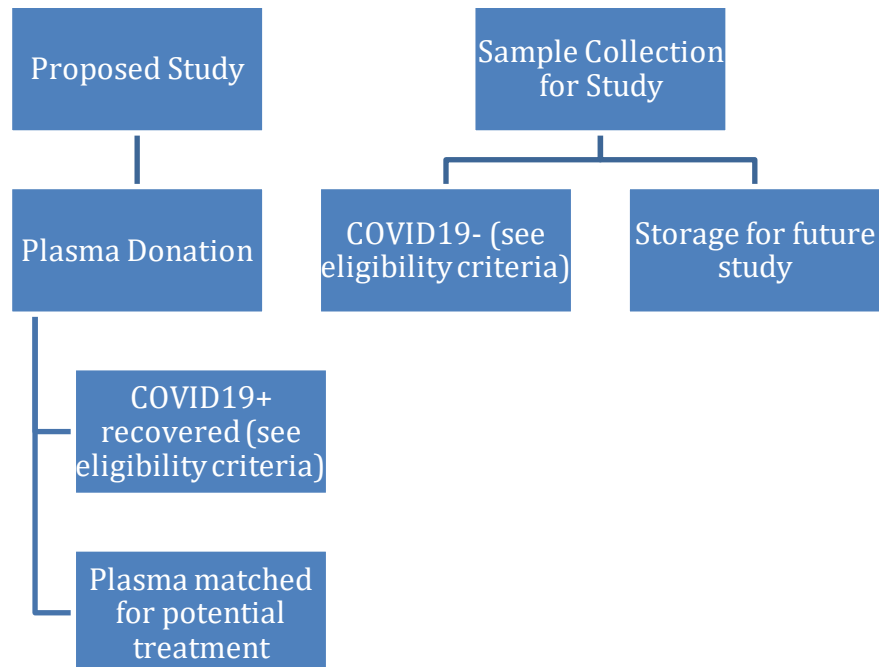 Proposed Study
Plasma Donation
COVID19+
recovered (see
eligibility criteria)
Plasma matched
for potential
treatment
Sample Collection
for Study
COVID19- (see
eligibility criteria)
Storage for future
study